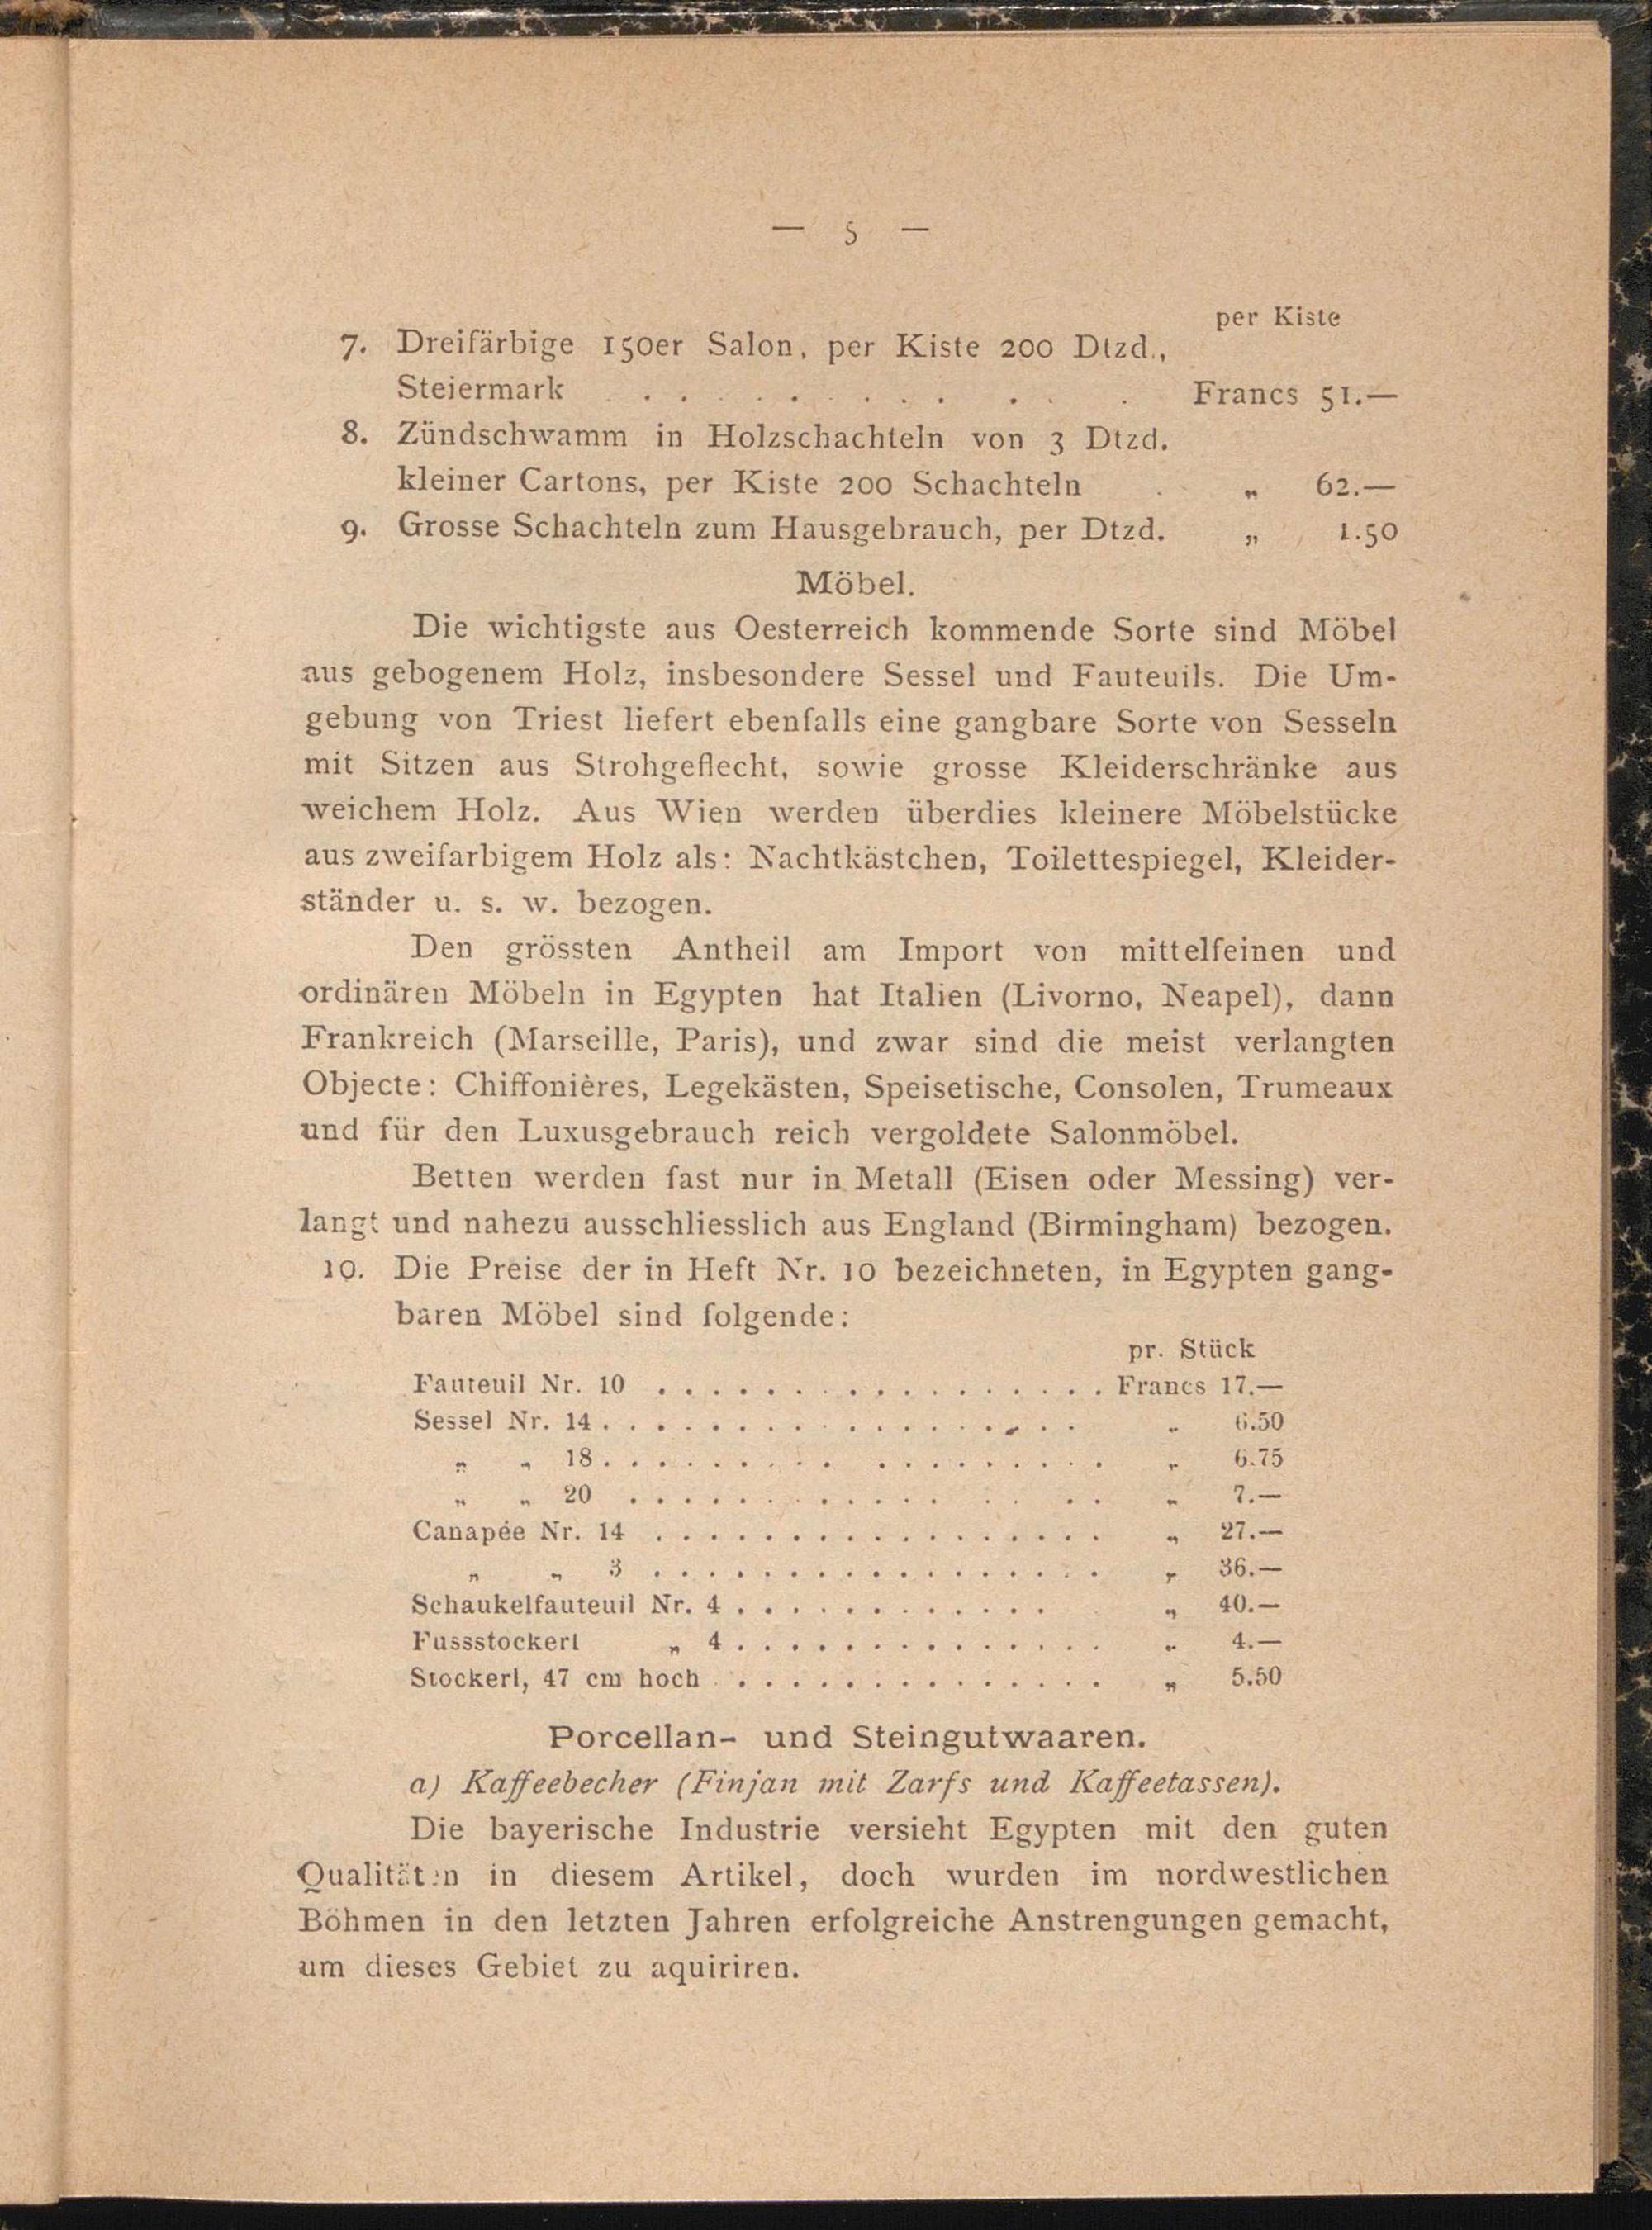 — 5 —
per Kiste
7. Dreifärbige 150er Salon, per Kiste 200 Dtzd.,
Steiermark . . . . . . . . . . . . Francs 51.—
8. Zündschwamm in Holzschachteln von 3 Dtzd.
kleiner Cartons, per Kiste 200 Schachteln . „ 62.—
9. Grosse Schachteln zum Hausgebrauch, per Dtzd. „ 1.50
Möbel.
Die wichtigste aus Oesterreich kommende Sorte sind Möbel
aus gebogenem Holz, insbesondere Sessel und Fauteuils. Die Um-
gebung von Triest liefert ebenfalls eine gangbare Sorte von Sesseln
mit Sitzen aus Strohgeflecht, sowie grosse Kleiderschränke aus
weichem Holz. Aus Wien werden überdies kleinere Möbelstücke
aus zweifarbigem Holz als: Nachtkästchen, Toilettespiegel, Kleider-
ständer u. s. w. bezogen.
Den grössten Antheil am Import von mittelfeinen und
ordinären Möbeln in Egypten hat Italien (Livorno, Neapel), dann
Frankreich (Marseille, Paris), und zwar sind die meist verlangten
Objecte: Chiffonières, Legekästen, Speisetische, Consolen, Trumeaux
und für den Luxusgebrauch reich vergoldete Salonmöbel.
Betten werden fast nur in Metall (Eisen oder Messing) ver-
langt und nahezu ausschliesslich aus England (Birmingham) bezogen.
10. Die Preise der in Heft Nr. 10 bezeichneten, in Egypten gang-
baren Möbel sind folgende:
pr. Stück
Fauteuil Nr. 10 . . . . . . . . . . . . . . . . . Francs 17.—
Sessel Nr. 14 . . . . . . . . . . . . . . . . . . „ 6.50
„ „ 18 . . . . . . . . . . . . . . . . . . „ 6.75
„ „ 20 . . . . . . . . . . . . . . . . . „ 7.—
Canapée Nr. 14 . . . . . . . . . . . . . . . . . „ 27.—
„ „ 3 . . . . . . . . . . . . . . . . . „ 36.—
Schaukelfauteuil Nr. 4 . . . . . . . . . . . . „ 40.—
Fussstockerl „ 4 . . . . . . . . . . . . . . „ 4.—
Stockerl, 47 cm hoch . . . . . . . . . . . . . . „ 5.50
Porcellan- und Steingutwaaren.
a) Kaffeebecher (Finjan mit Zarfs und Kaffeetassen).
Die bayerische Industrie versieht Egypten mit den guten
Qualitäten in diesem Artikel, doch wurden im nordwestlichen
Böhmen in den letzten Jahren erfolgreiche Anstrengungen gemacht,
um dieses Gebiet zu aquiriren.